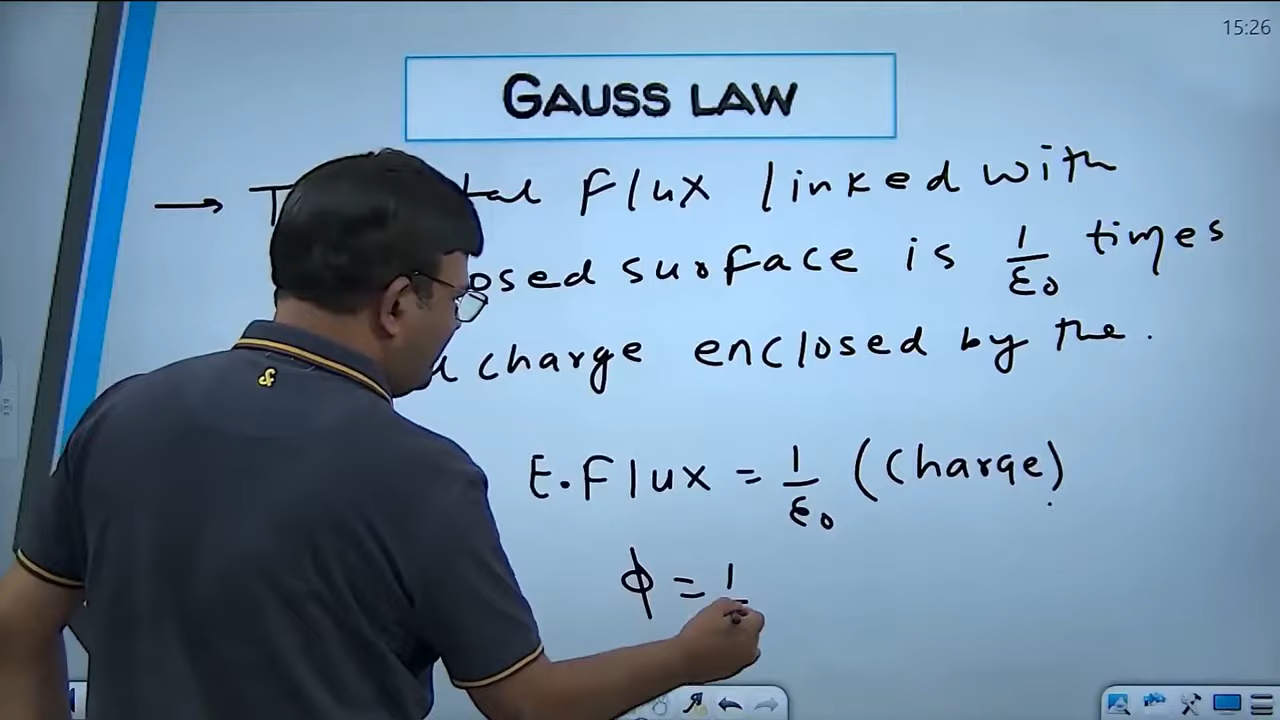 15:26
GAUSS LAW
→ flux linked with
surface is 1/ε₀ times
charge enclosed by the.
E.Flux = 1/ε₀ (charge)
ϕ = 1